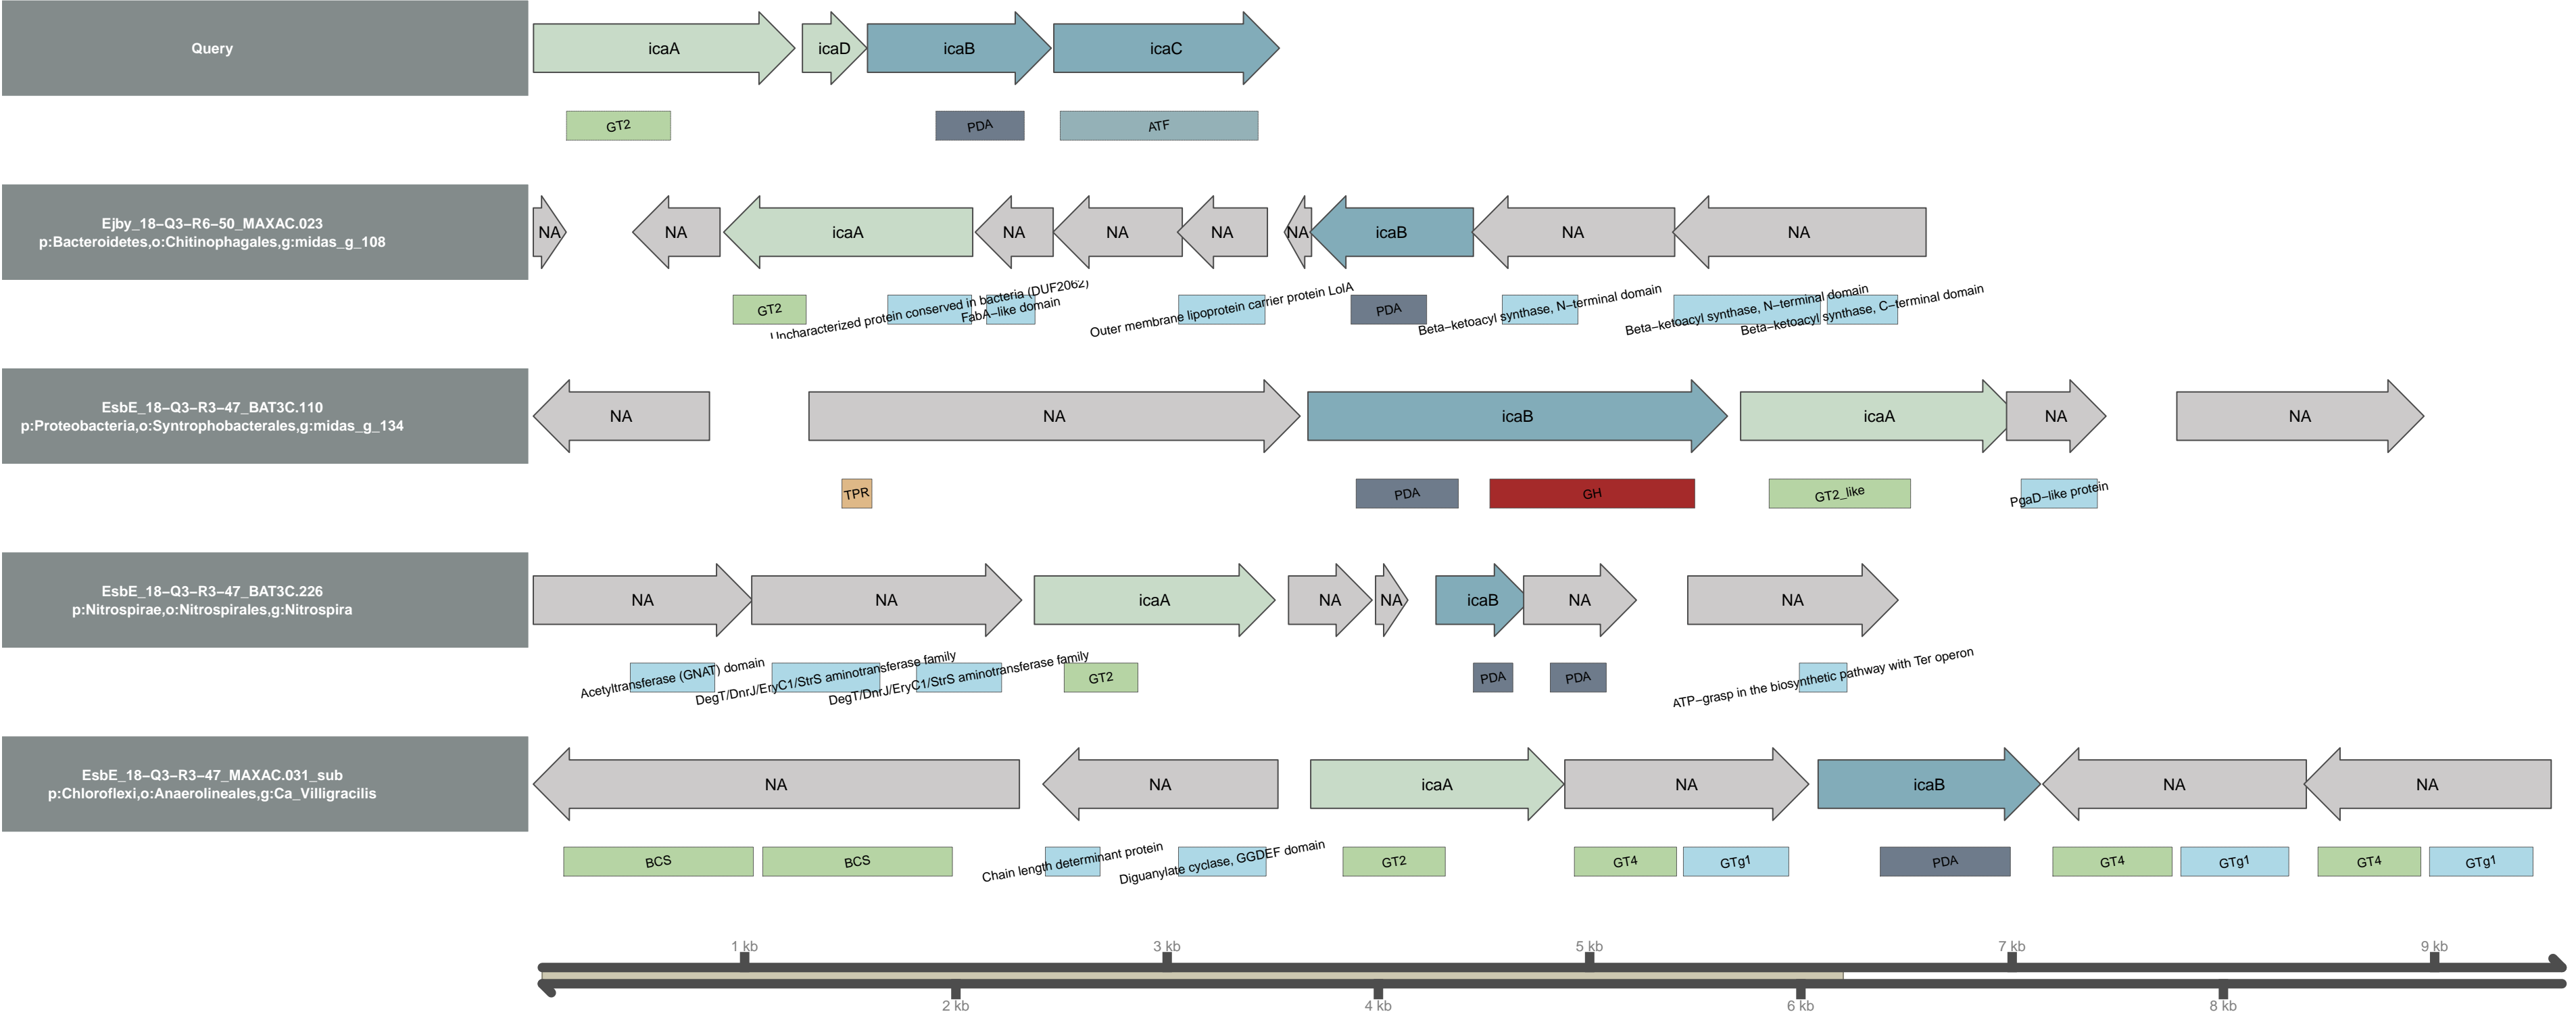 Query
icaA
icaD
icaB
icaC
GT2
PDA
ATF
Ejby_18−Q3−R6−50_MAXAC.023
p:Bacteroidetes,o:Chitinophagales,g:midas_g_108
NA
NA
icaA
NA
NA
NA
NA
icaB
NA
NA
GT2
Uncharacterized protein conserved in bacteria (DUF2062)
FabA−like domain
Outer membrane lipoprotein carrier protein LolA
PDA
Beta−ketoacyl synthase, N−terminal domain
Beta−ketoacyl synthase, N−terminal domain
Beta−ketoacyl synthase, C−terminal domain
EsbE_18−Q3−R3−47_BAT3C.110
p:Proteobacteria,o:Syntrophobacterales,g:midas_g_134
NA
NA
icaB
icaA
NA
NA
TPR
PDA
GH
GT2_like
PgaD−like protein
EsbE_18−Q3−R3−47_BAT3C.226
p:Nitrospirae,o:Nitrospirales,g:Nitrospira
NA
NA
icaA
NA
NA
icaB
NA
NA
Acetyltransferase (GNAT) domain
DegT/DnrJ/EryC1/StrS aminotransferase family
DegT/DnrJ/EryC1/StrS aminotransferase family
GT2
PDA
PDA
ATP−grasp in the biosynthetic pathway with Ter operon
EsbE_18−Q3−R3−47_MAXAC.031_sub
p:Chloroflexi,o:Anaerolineales,g:Ca_Villigracilis
NA
NA
icaA
NA
icaB
NA
NA
BCS
BCS
Chain length determinant protein
Diguanylate cyclase, GGDEF domain
GT2
GT4
GTg1
PDA
GT4
GTg1
GT4
GTg1
1 kb
3 kb
5 kb
7 kb
9 kb
2 kb
4 kb
6 kb
8 kb